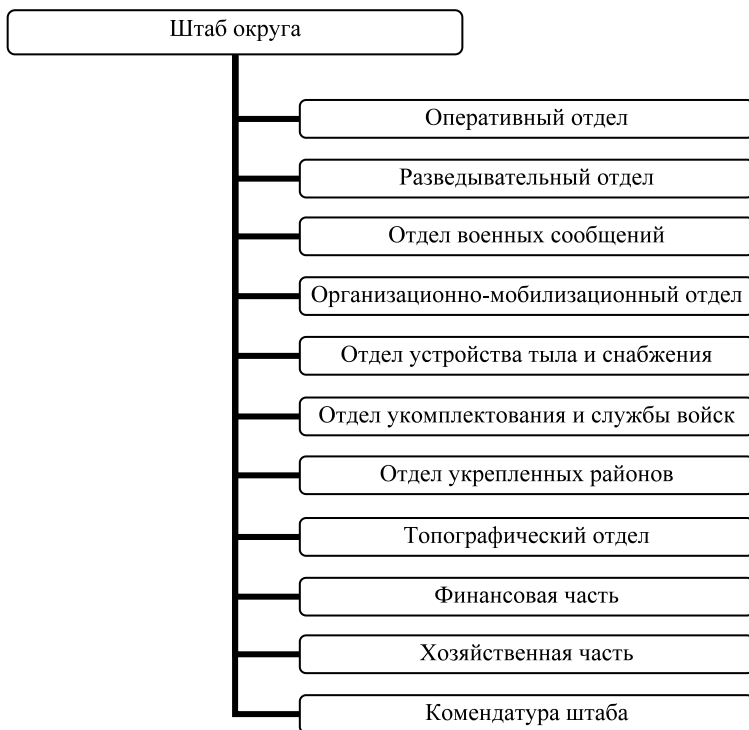 Штаб округа
Оперативный отдел
Разведывательный отдел
Отдел военных сообщений
Организационно-мобилизационный отдел
Отдел устройства тыла и снабжения
Отдел укомплектования и службы войск
Отдел укрепленных районов
Топографический отдел
Финансовая часть
Хозяйственная часть
Комендатура штаба